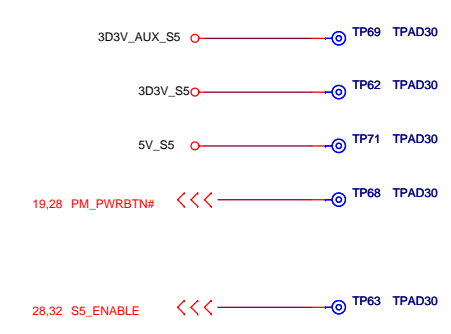 3D3V_AUX_S5 TP69 TPAD30
3D3V_S5 TP62 TPAD30
5V_S5 TP71 TPAD30
19,28 PM_PWRBTN# TP68 TPAD30
28,32 S5_ENABLE TP63 TPAD30